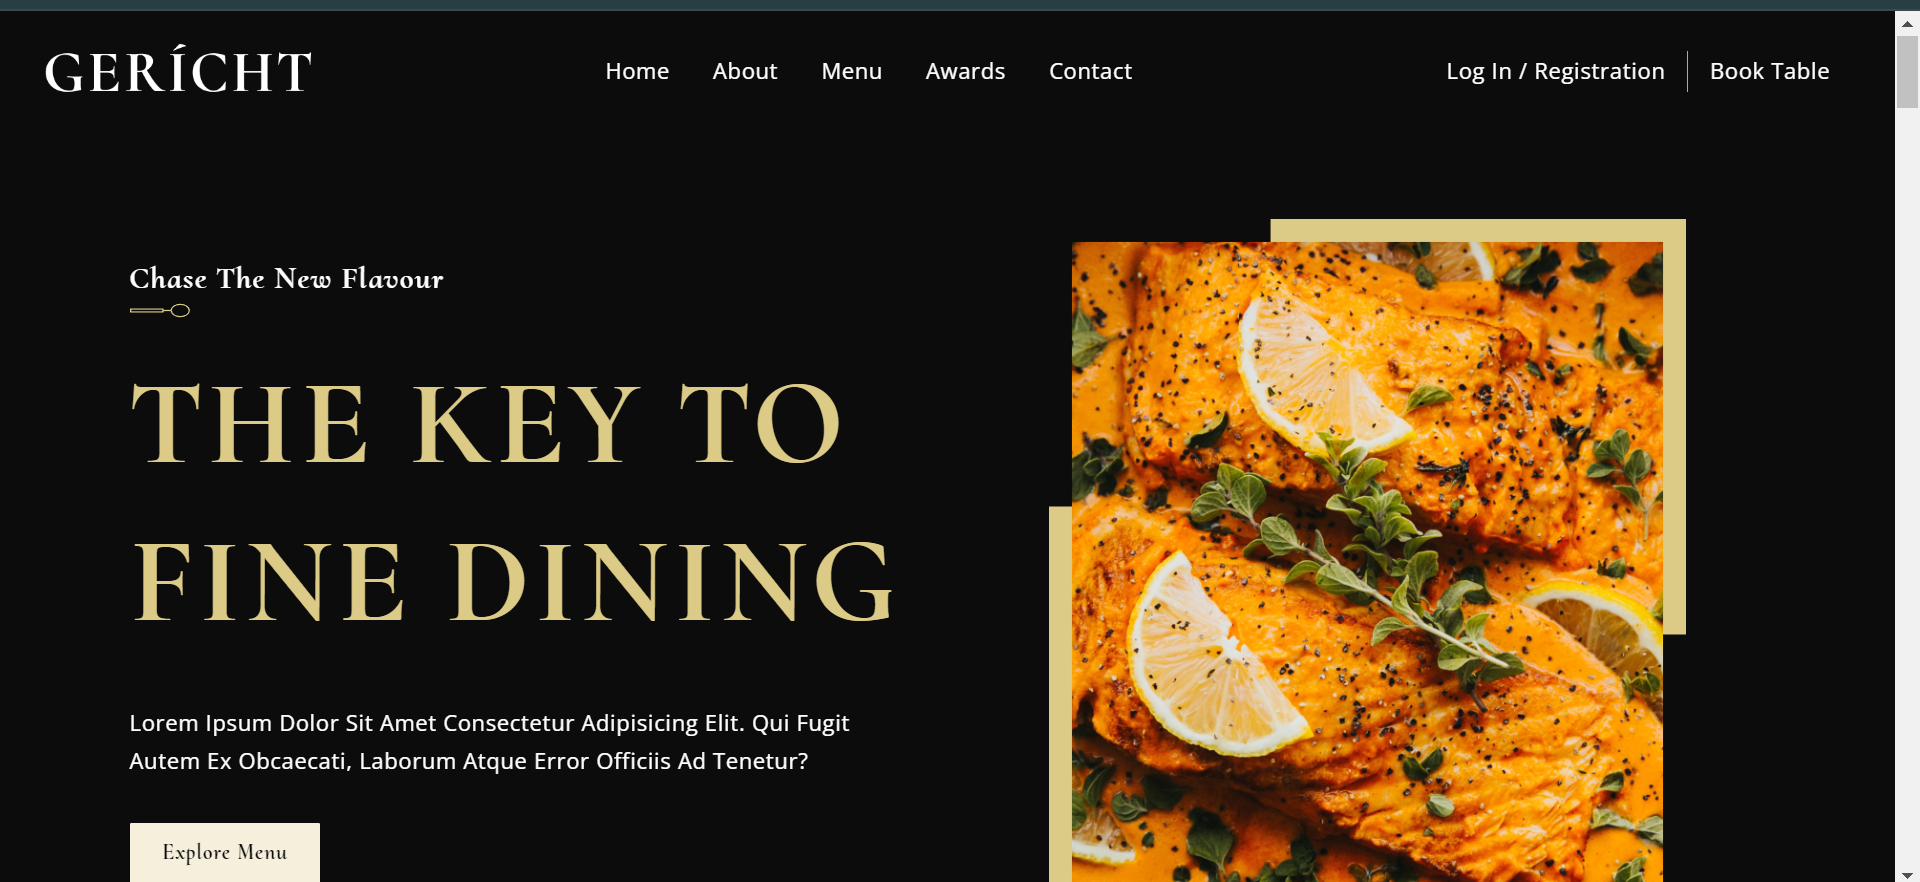 GERÍCHT
Home About Menu Awards Contact
Log In / Registration Book Table
Chase The New Flavour
THE KEY TO
FINE DINING
Lorem Ipsum Dolor Sit Amet Consectetur Adipisicing Elit. Qui Fugit
Autem Ex Obcaecati, Laborum Atque Error Officiis Ad Tenetur?
Explore Menu